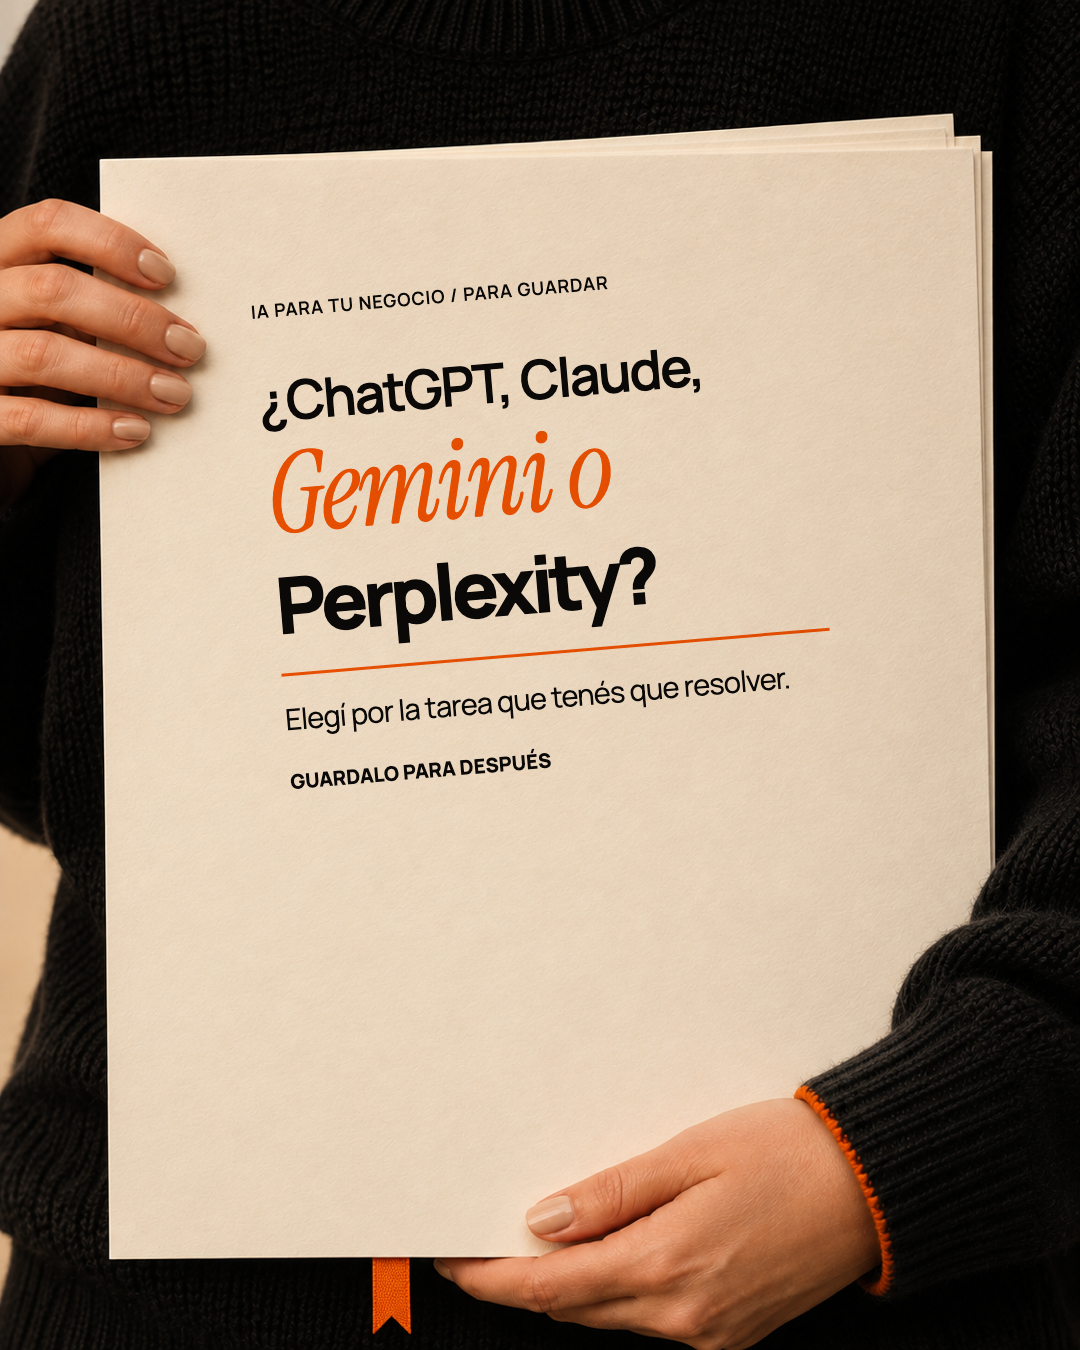 IA PARA TU NEGOCIO / PARA GUARDAR
¿ChatGPT, Claude,
Gemini o
Perplexity?
Elegí por la tarea que tenés que resolver.
GUARDALO PARA DESPUÉS